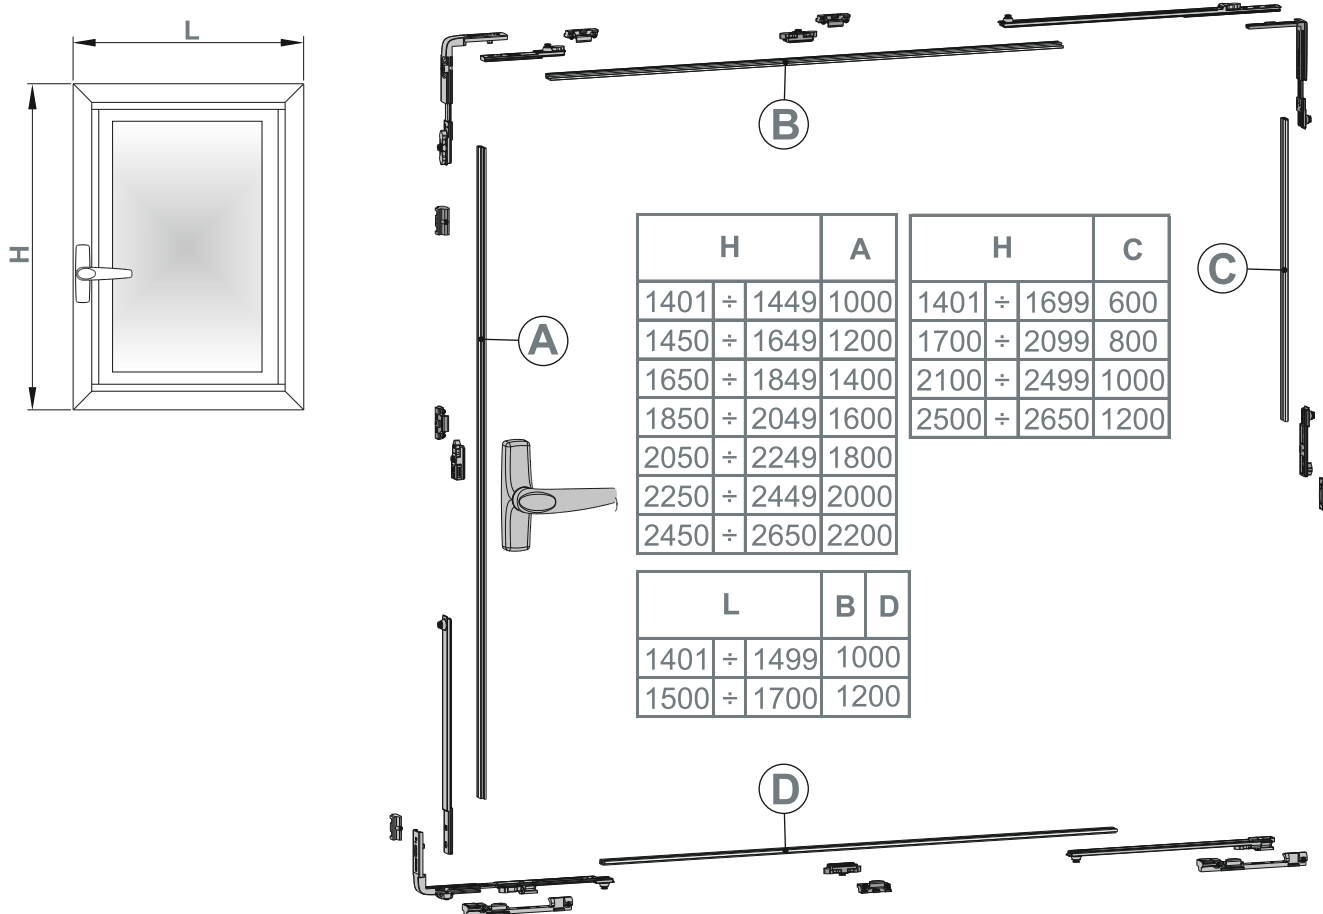 L
H
B
A
C
H A
1401 ÷ 1449 1000
1450 ÷ 1649 1200
1650 ÷ 1849 1400
1850 ÷ 2049 1600
2050 ÷ 2249 1800
2250 ÷ 2449 2000
2450 ÷ 2650 2200
H C
1401 ÷ 1699 600
1700 ÷ 2099 800
2100 ÷ 2499 1000
2500 ÷ 2650 1200
L B D
1401 ÷ 1499 1000
1500 ÷ 1700 1200
D